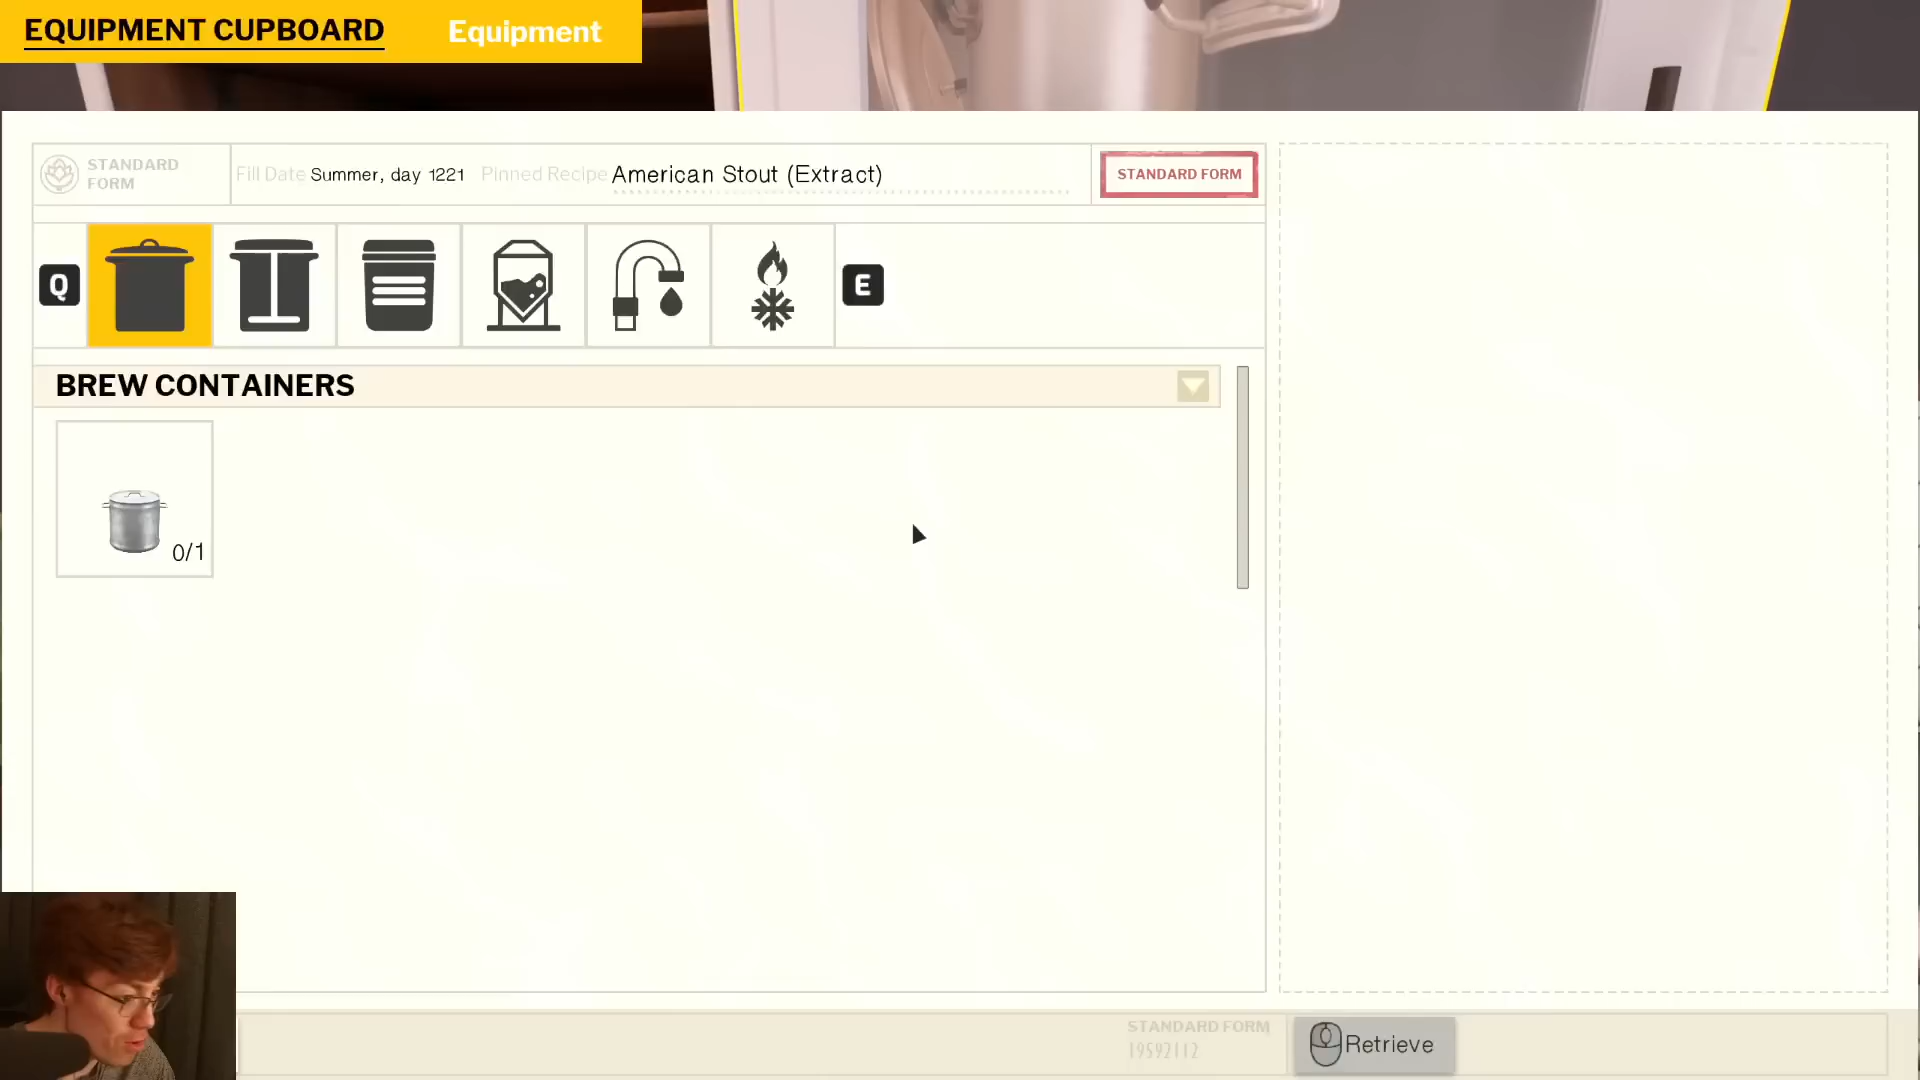 EQUIPMENT CUPBOARD Equipment
STANDARD FORM
Fill Date Summer, day 1221 Pinned Recipe American Stout (Extract)
STANDARD FORM
Q
E
BREW CONTAINERS
0/1
STANDARD FORM
19592112
Retrieve